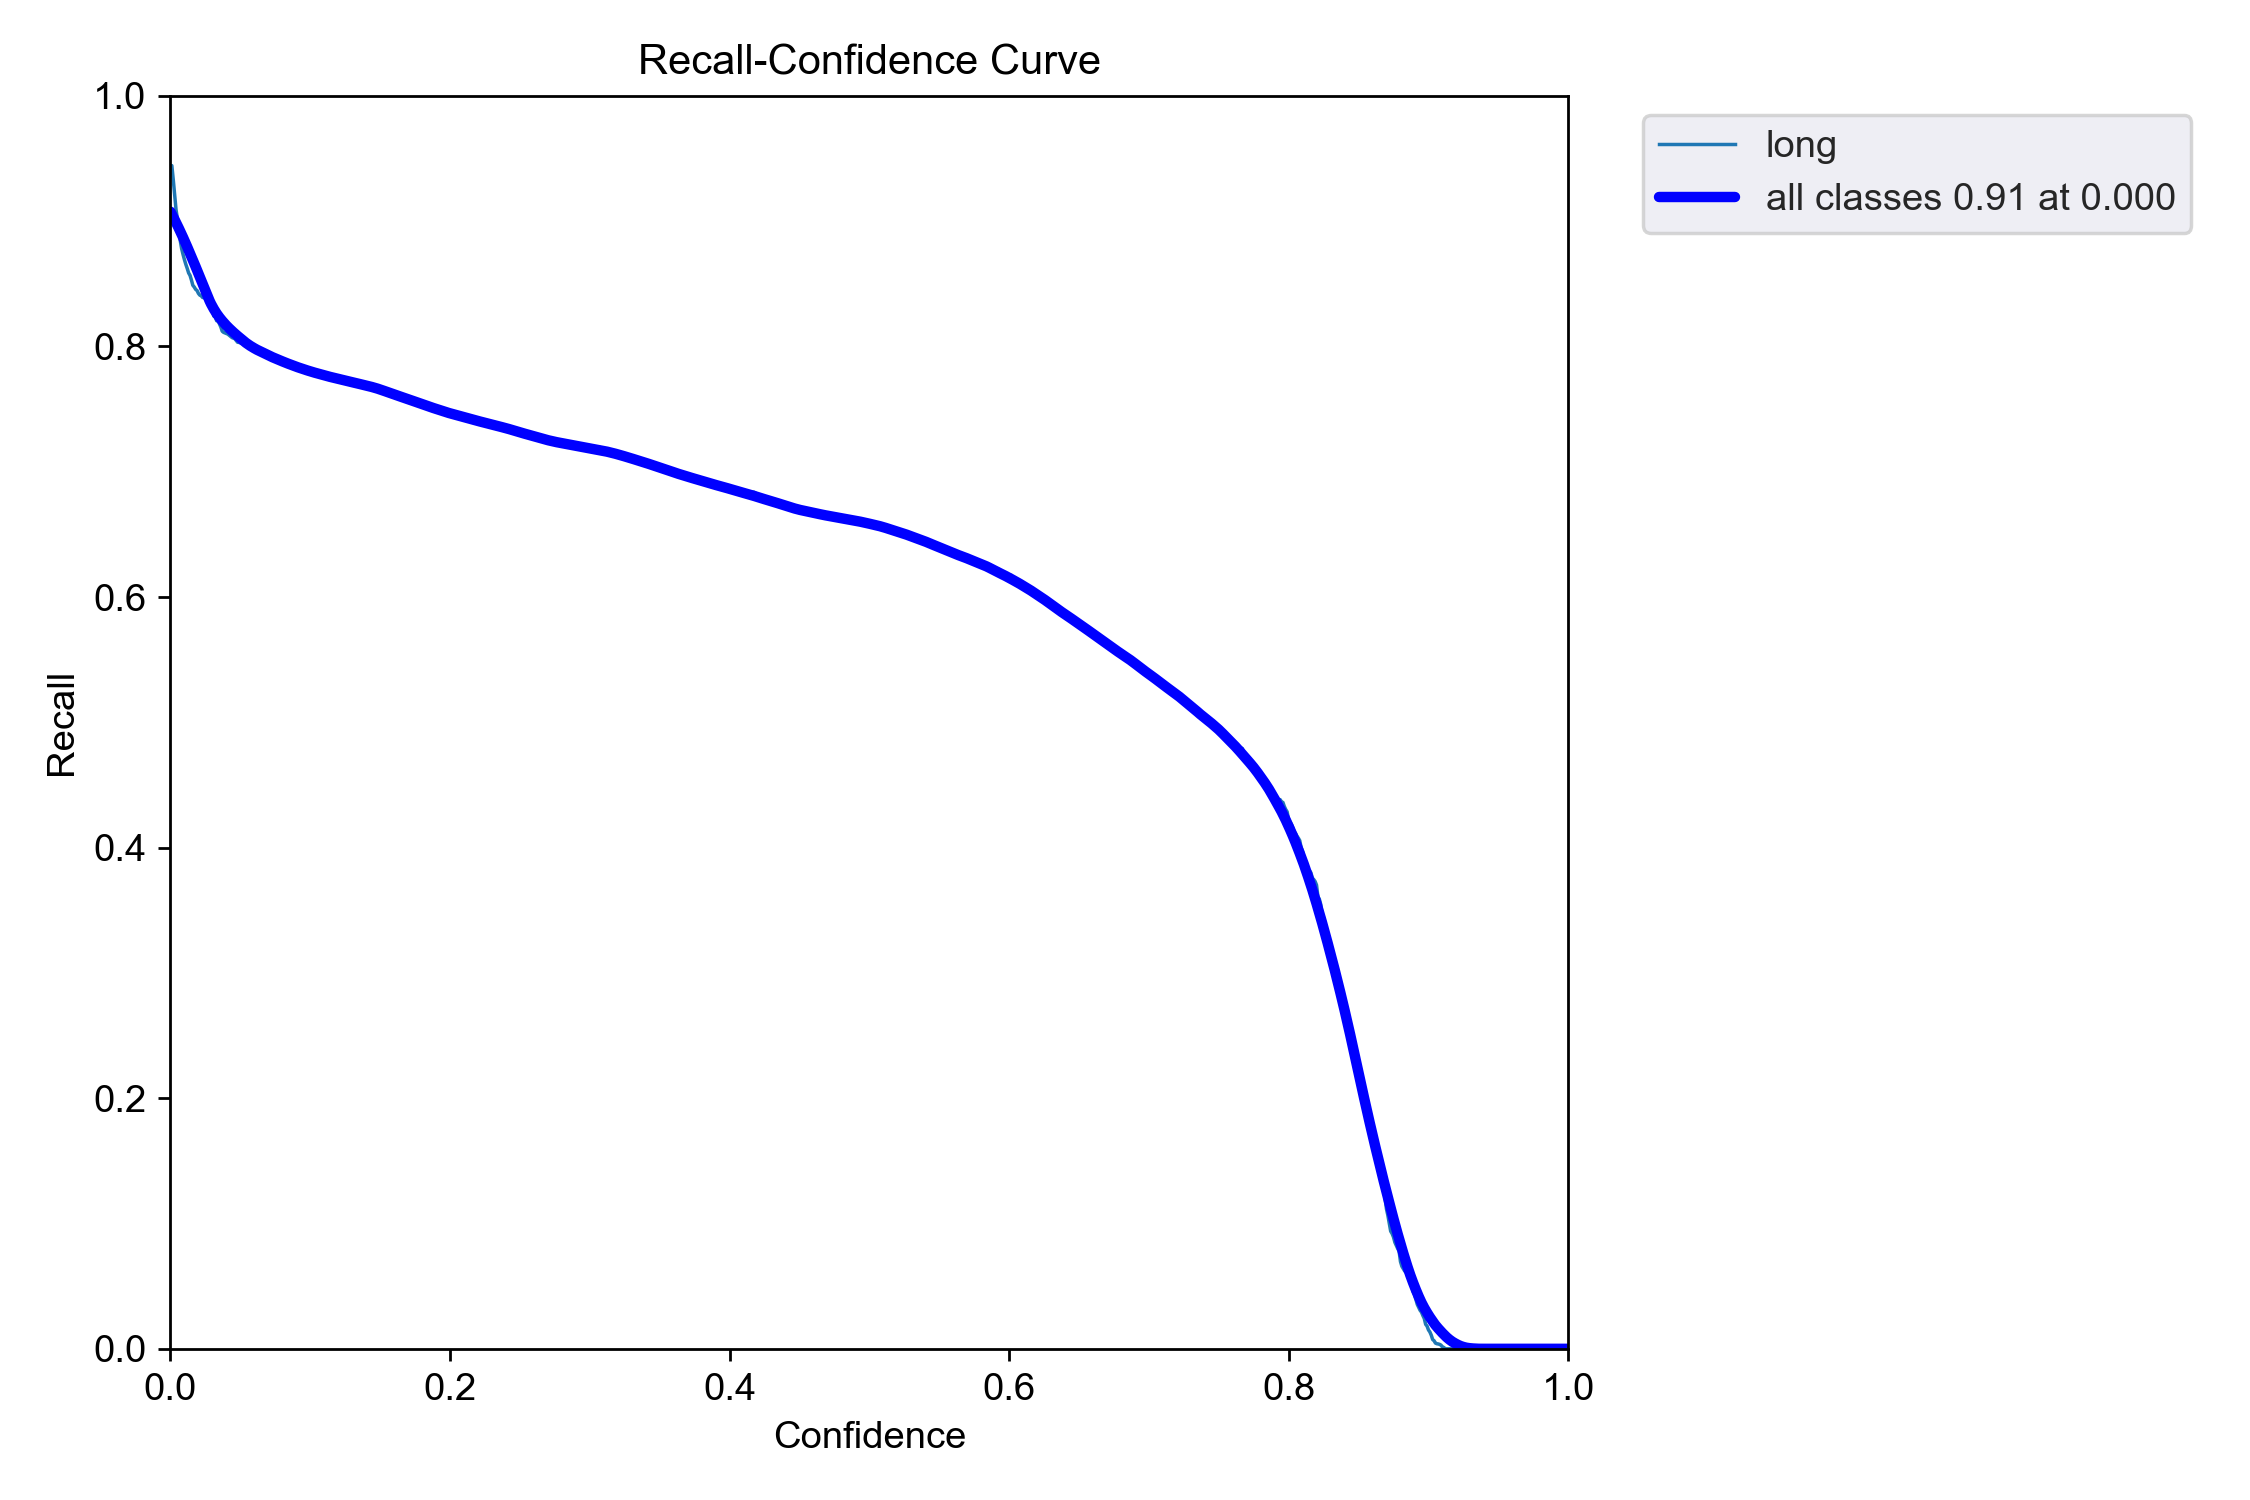 Recall-Confidence Curve
1.0
0.8
0.6
0.4
0.2
0.0
Recall
0.0 0.2 0.4 0.6 0.8 1.0
Confidence
long
all classes 0.91 at 0.000